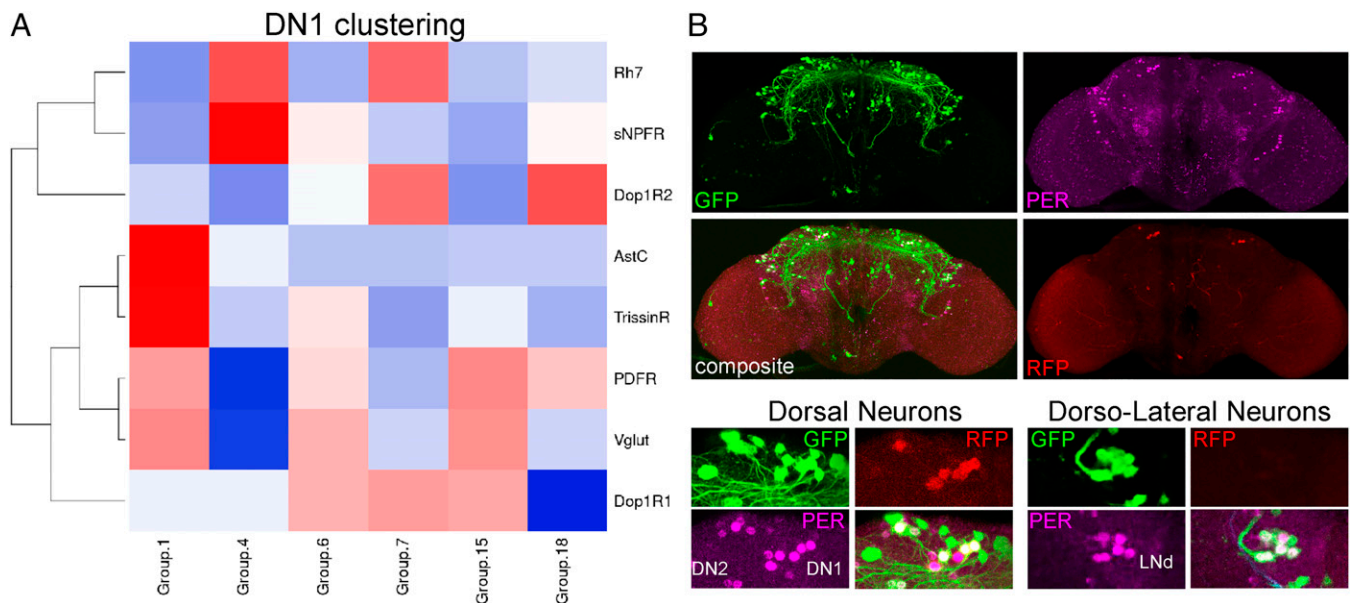 A
DN1 clustering
Rh7
sNPFR
Dop1R2
AstC
TrissinR
PDFR
Vglut
Dop1R1
Group.1
Group.4
Group.6
Group.7
Group.15
Group.18
B
GFP
PER
composite
RFP
Dorsal Neurons
Dorso-Lateral Neurons
GFP
RFP
GFP
RFP
PER
DN2
DN1
PER
LNd